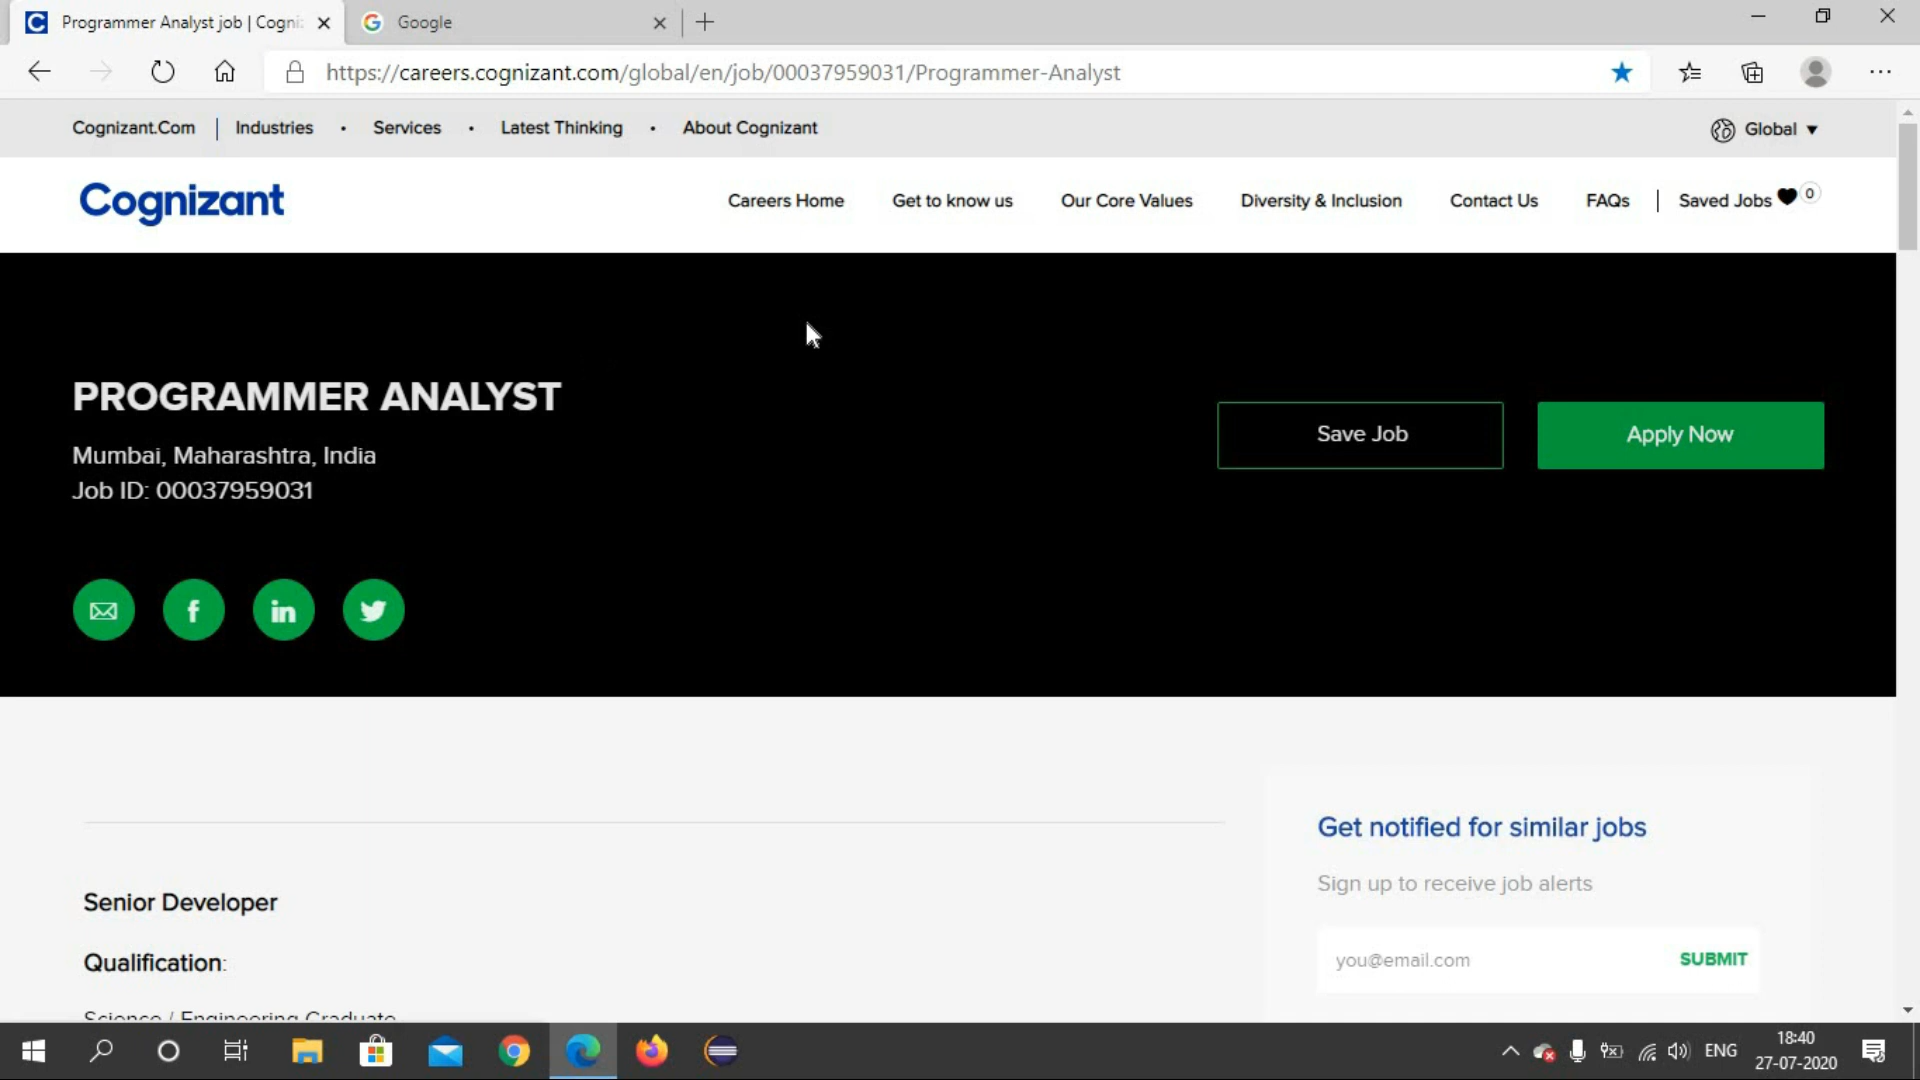 Programmer Analyst job | Cogni
Google
https://careers.cognizant.com/global/en/job/00037959031/Programmer-Analyst
Cognizant.Com | Industries • Services • Latest Thinking • About Cognizant
Global
Cognizant
Careers Home
Get to know us
Our Core Values
Diversity & Inclusion
Contact Us
FAQs
Saved Jobs
0
PROGRAMMER ANALYST
Mumbai, Maharashtra, India
Job ID: 00037959031
Save Job
Apply Now
Get notified for similar jobs
Sign up to receive job alerts
you@email.com
SUBMIT
Senior Developer
Qualification:
Science / Engineering Graduate
ENG
18:40
27-07-2020